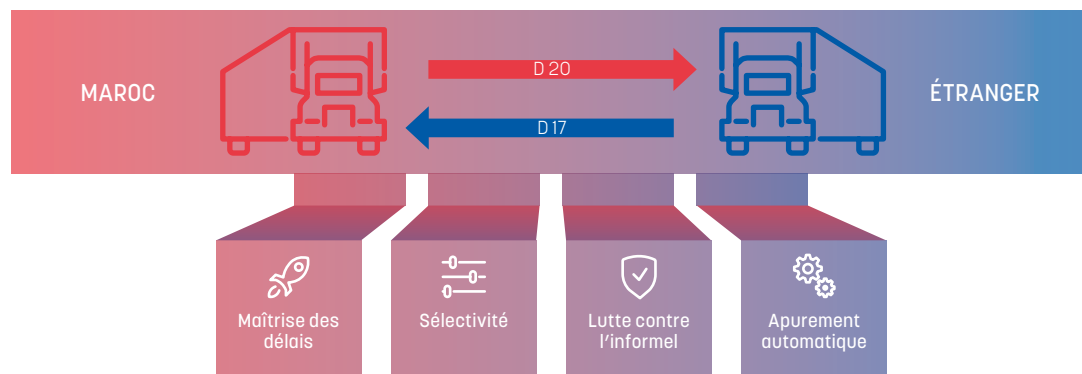 MAROC
D 20
D 17
ÉTRANGER
Maîtrise des
délais
Sélectivité
Lutte contre
l'informel
Apurement
automatique